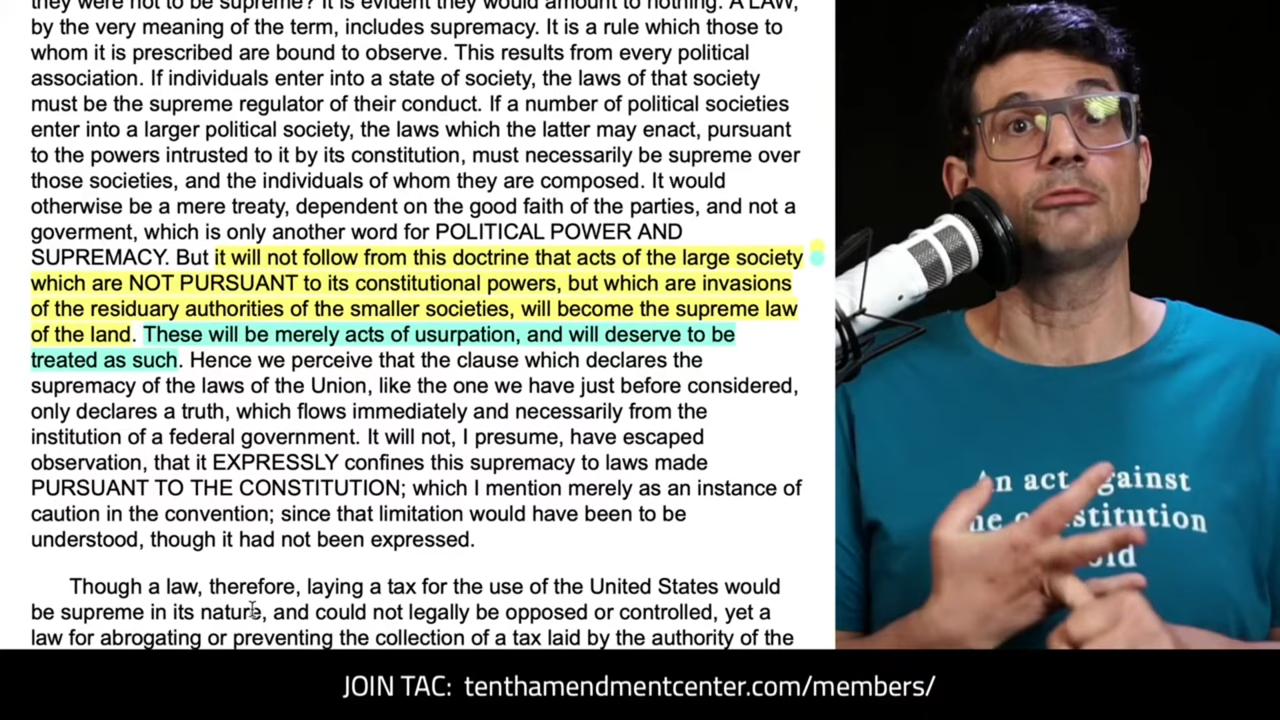 they were not to be supreme? It is evident they would amount to nothing. A LAW,
by the very meaning of the term, includes supremacy. It is a rule which those to
whom it is prescribed are bound to observe. This results from every political
association. If individuals enter into a state of society, the laws of that society
must be the supreme regulator of their conduct. If a number of political societies
enter into a larger political society, the laws which the latter may enact, pursuant
to the powers intrusted to it by its constitution, must necessarily be supreme over
those societies, and the individuals of whom they are composed. It would
otherwise be a mere treaty, dependent on the good faith of the parties, and not a
goverment, which is only another word for POLITICAL POWER AND
SUPREMACY. But it will not follow from this doctrine that acts of the large society
which are NOT PURSUANT to its constitutional powers, but which are invasions
of the residuary authorities of the smaller societies, will become the supreme law
of the land. These will be merely acts of usurpation, and will deserve to be
treated as such. Hence we perceive that the clause which declares the
supremacy of the laws of the Union, like the one we have just before considered,
only declares a truth, which flows immediately and necessarily from the
institution of a federal government. It will not, I presume, have escaped
observation, that it EXPRESSLY confines this supremacy to laws made
PURSUANT TO THE CONSTITUTION; which I mention merely as an instance of
caution in the convention; since that limitation would have been to be
understood, though it had not been expressed.
Though a law, therefore, laying a tax for the use of the United States would
be supreme in its nature, and could not legally be opposed or controlled, yet a
law for abrogating or preventing the collection of a tax laid by the authority of the
An act against
constitution
JOIN TAC: tenthamendmentcenter.com/members/